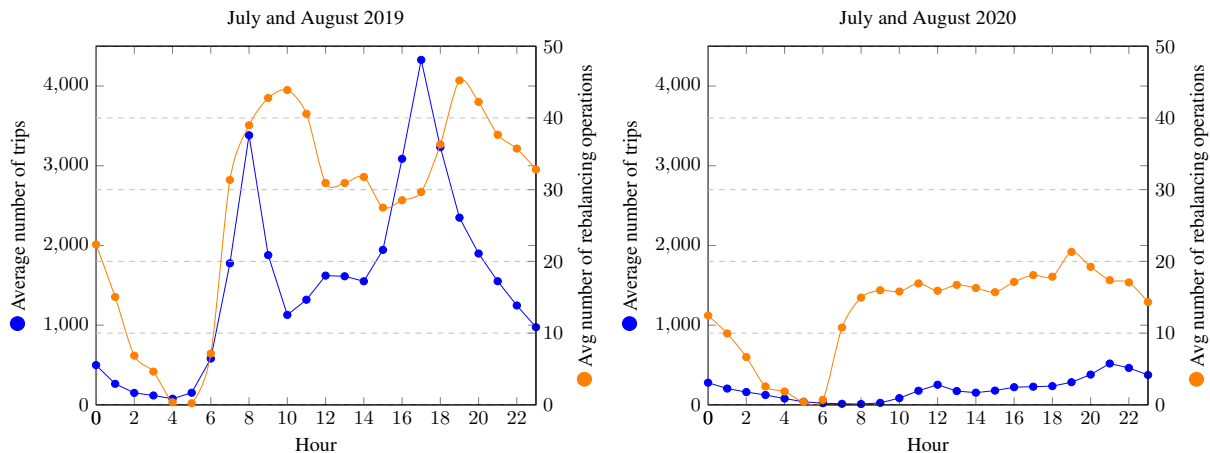 July and August 2019
Average number of trips
4,000
3,000
2,000
1,000
0
50
40
30
20
10
0
Avg number of rebalancing operations
0 2 4 6 8 10 12 14 16 18 20 22
Hour
July and August 2020
Average number of trips
4,000
3,000
2,000
1,000
0
50
40
30
20
10
0
Avg number of rebalancing operations
0 2 4 6 8 10 12 14 16 18 20 22
Hour